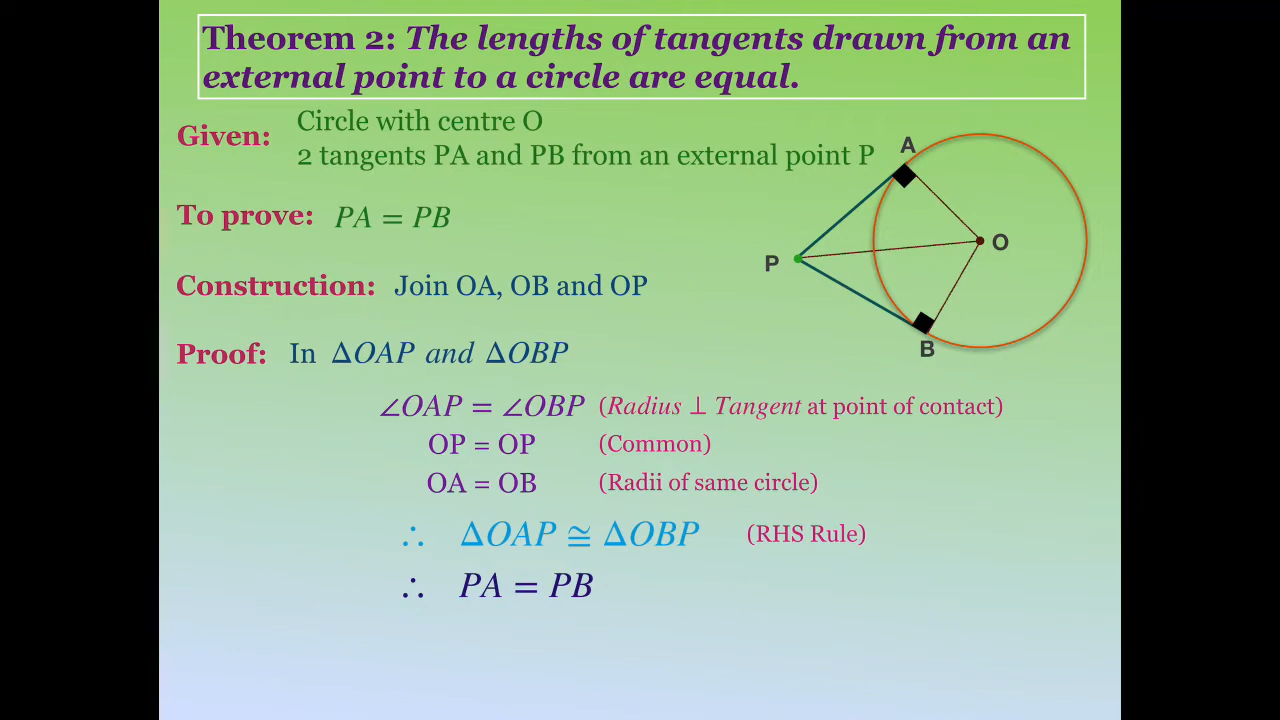 Theorem 2: The lengths of tangents drawn from an
external point to a circle are equal.
Given: Circle with centre O
2 tangents PA and PB from an external point P
To prove: PA = PB
Construction: Join OA, OB and OP
Proof: In ΔOAP and ΔOBP
∠OAP = ∠OBP (Radius ⊥ Tangent at point of contact)
OP = OP (Common)
OA = OB (Radii of same circle)
∴ ΔOAP ≅ ΔOBP (RHS Rule)
∴ PA = PB
A
O
P
B